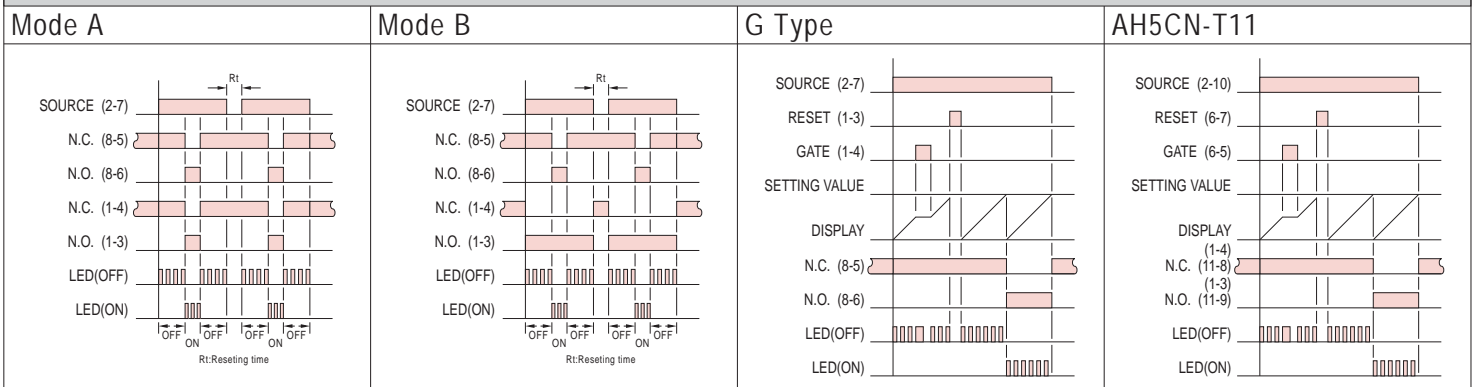 Mode A
Rt
SOURCE (2-7)
N.C. (8-5)
N.O. (8-6)
N.C. (1-4)
N.O. (1-3)
LED(OFF)
LED(ON)
OFF ON OFF OFF ON OFF
Rt:Reseting time
Mode B
Rt
SOURCE (2-7)
N.C. (8-5)
N.O. (8-6)
N.C. (1-4)
N.O. (1-3)
LED(OFF)
LED(ON)
OFF ON OFF OFF ON OFF
Rt:Reseting time
G Type
SOURCE (2-7)
RESET (1-3)
GATE (1-4)
SETTING VALUE
DISPLAY
N.C. (8-5)
N.O. (8-6)
LED(OFF)
LED(ON)
AH5CN-T11
SOURCE (2-10)
RESET (6-7)
GATE (6-5)
SETTING VALUE
DISPLAY
(1-4)
N.C. (11-8)
(1-3)
N.O. (11-9)
LED(OFF)
LED(ON)